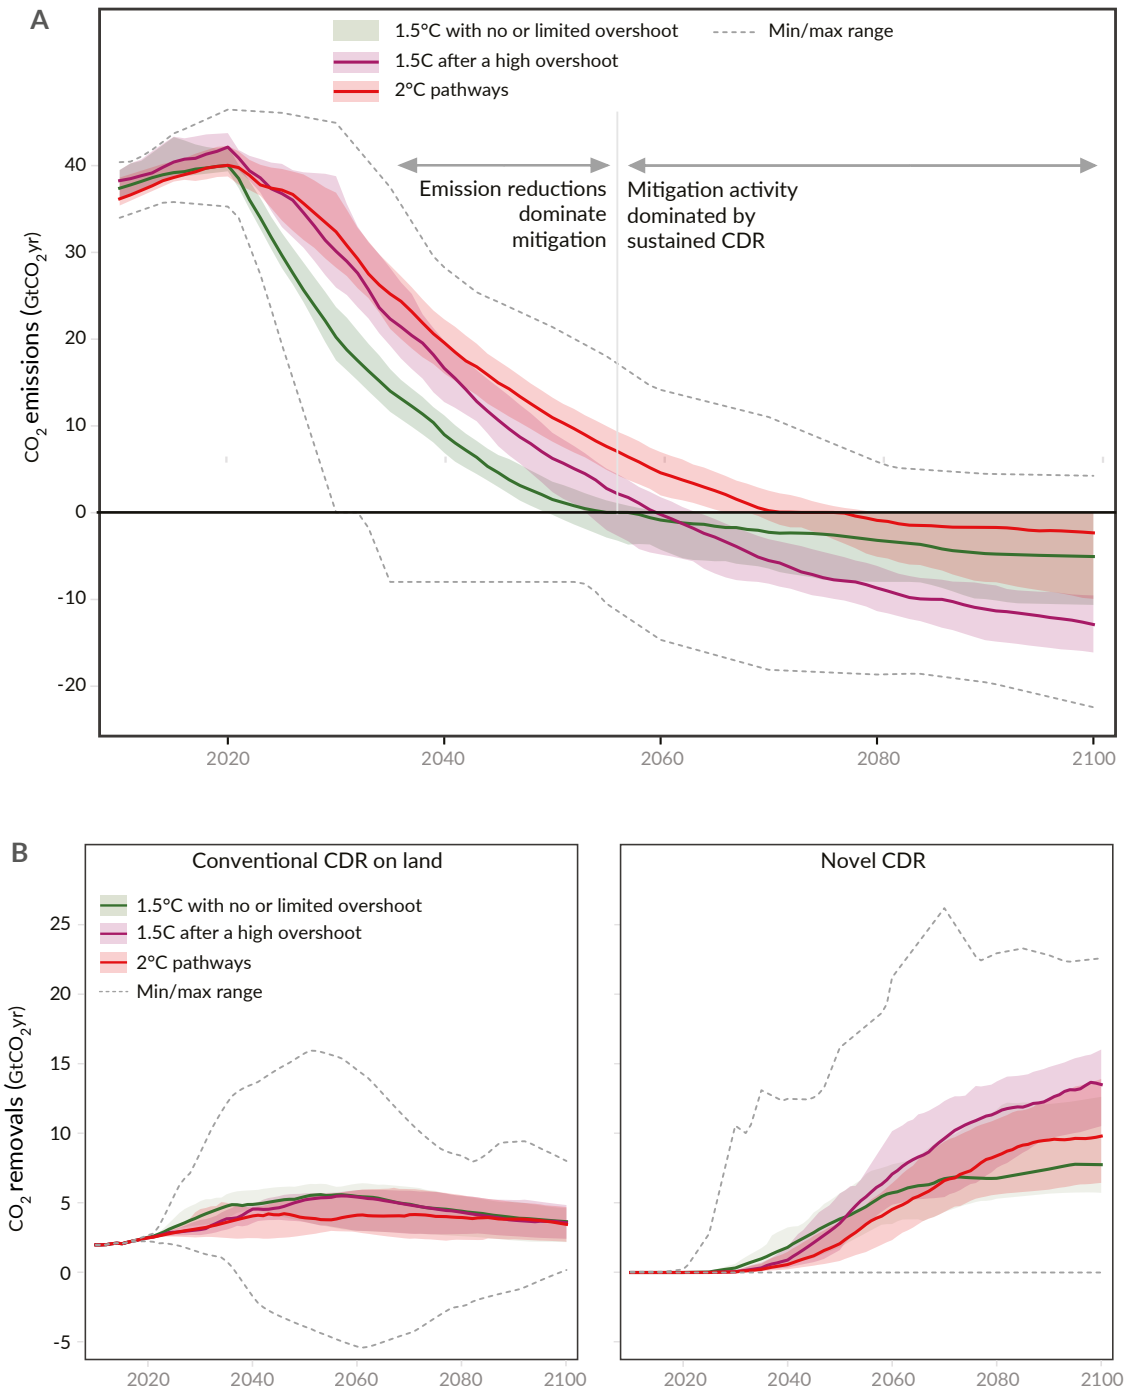 A
1.5°C with no or limited overshoot
Min/max range
1.5C after a high overshoot
2°C pathways
Emission reductions
dominate
mitigation
Mitigation activity
dominated by
sustained CDR
CO2 emissions (GtCO2yr)
40
30
20
10
0
-10
-20
2020
2040
2060
2080
2100
B
Conventional CDR on land
1.5°C with no or limited overshoot
1.5C after a high overshoot
2°C pathways
Min/max range
CO2 removals (GtCO2yr)
25
20
15
10
5
0
-5
2020
2040
2060
2080
2100
Novel CDR
2020
2040
2060
2080
2100